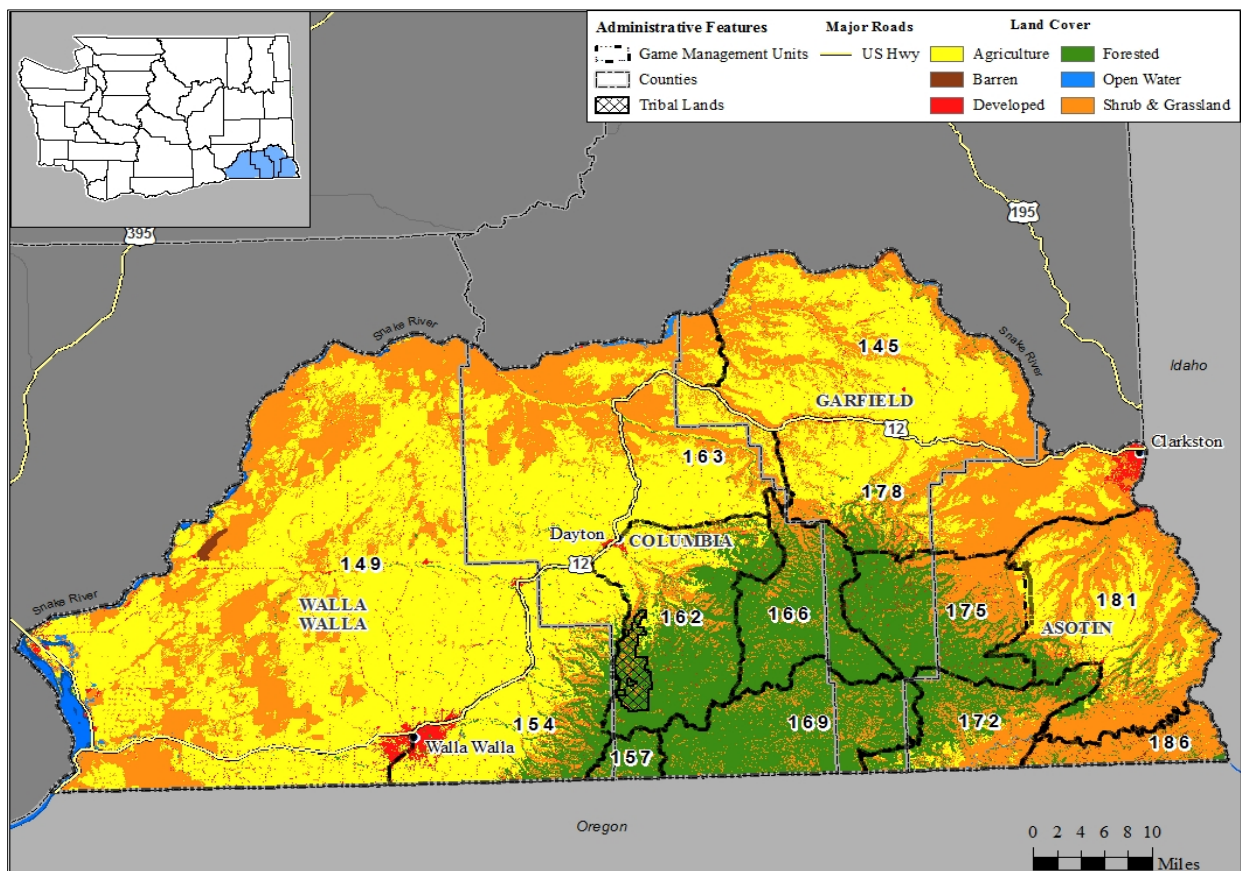 Administrative Features
Game Management Units
Counties
Tribal Lands
Major Roads
US Hwy
Land Cover
Agriculture
Forested
Barren
Open Water
Developed
Shrub & Grassland
395
195
Snake River
145
Snake River
Idaho
GARFIELD
12
Clarkston
163
178
Dayton
COLUMBIA
12
149
Snake River
WALLA
WALLA
162
166
175
181
ASOTIN
154
169
172
Walla Walla
157
186
Oregon
0 2 4 6 8 10
Miles